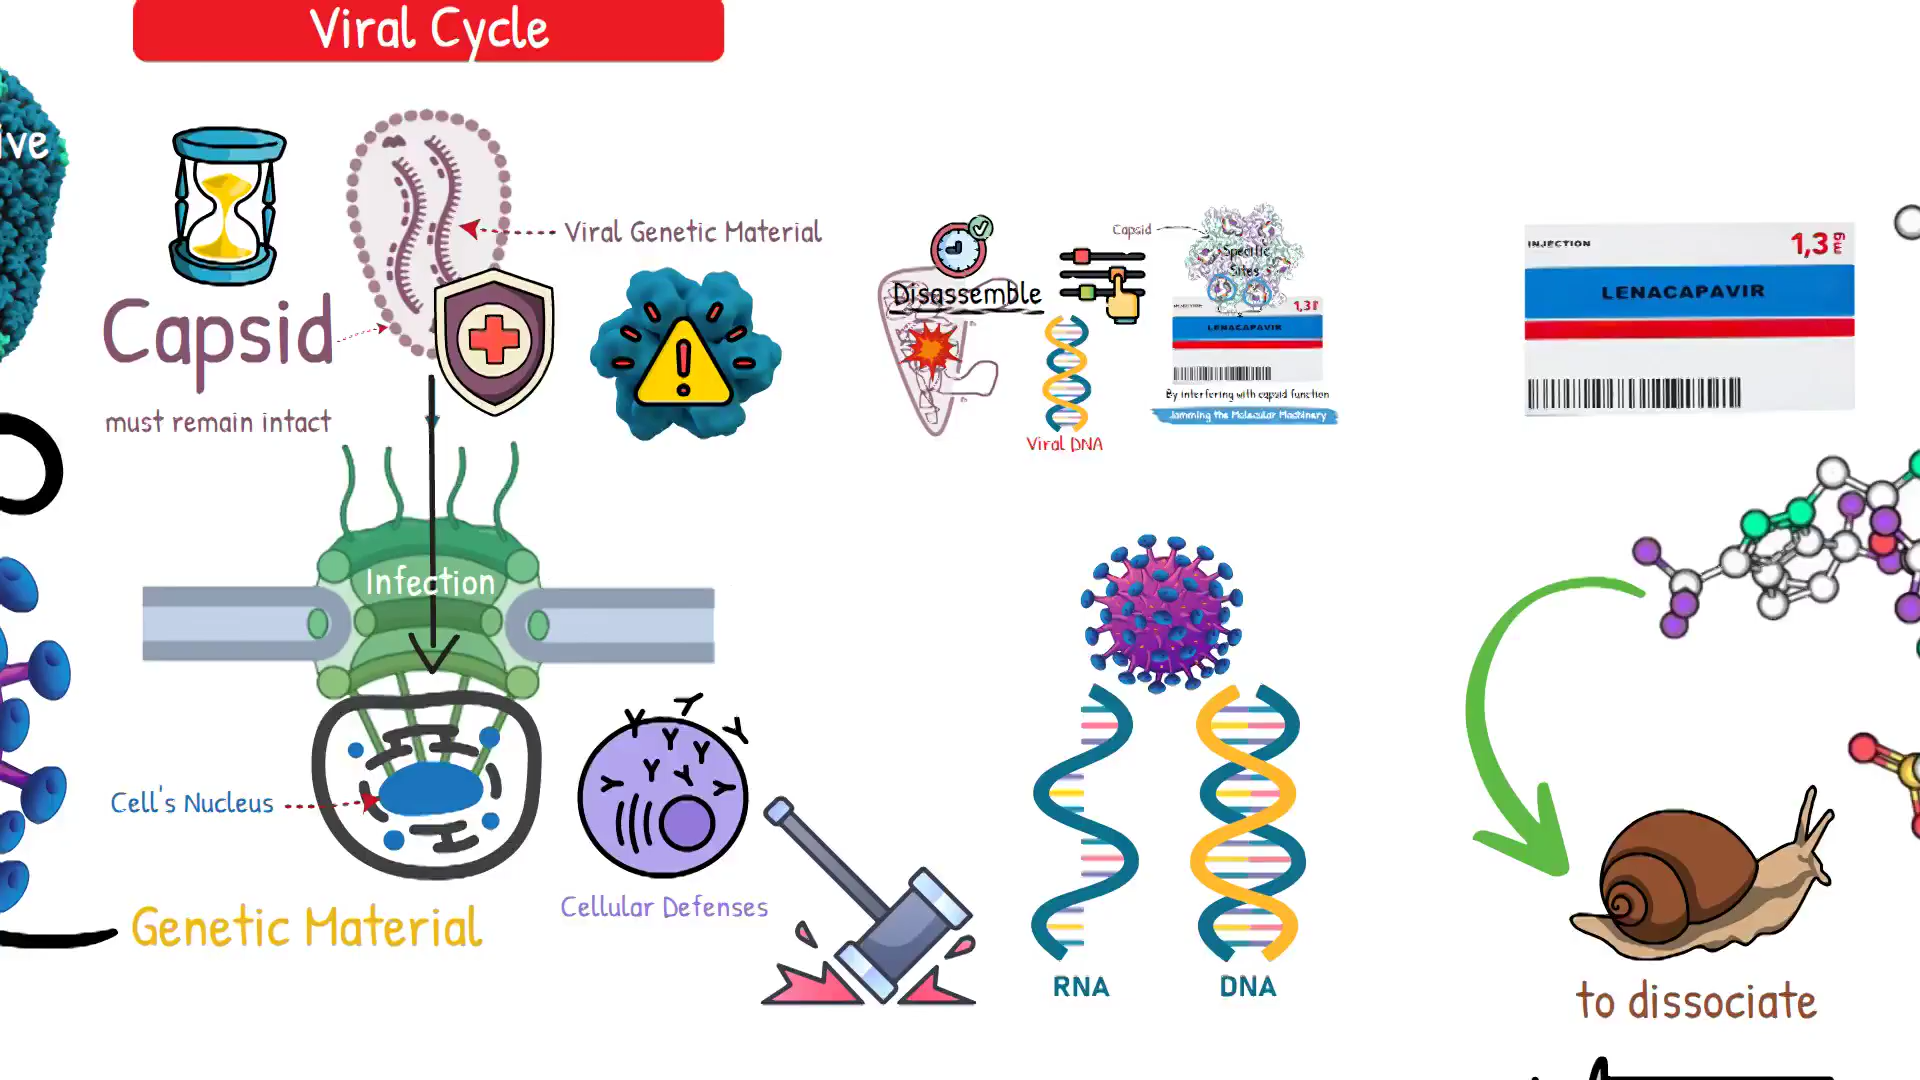 Viral Cycle
ive
Viral Genetic Material
Capsid
must remain intact
Disassemble
Viral DNA
Capsid
Specific
Sites
1,3
LENACAPAVIR
By interfering with capsid function
Jamming the Molecular Machinery
INJECTION
1,3 mg
LENACAPAVIR
Infection
Cell's Nucleus
Genetic Material
Cellular Defenses
RNA
DNA
to dissociate